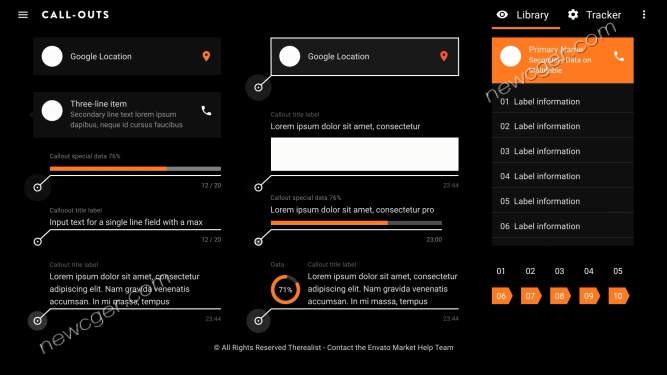 CALL-OUTS
Library
Tracker
Google Location
Three-line item
Secondary line text lorem ipsum
dapibus, neque id cursus faucibus
Callout special data 76%
12 / 20
Callout title label
Input text for a single line field with a max
12 / 20
Callout title label
Lorem ipsum dolor sit amet, consectetur
adipiscing elit. Nam gravida venenatis
accumsan. In mi massa, tempus
23:44
Google Location
Callout title label
Lorem ipsum dolor sit amet, consectetur
23:44
Callout special data 76%
Lorem ipsum dolor sit amet, consectetur pro
23:00
Data
71%
Callout title label
Lorem ipsum dolor sit amet, consectetur
adipiscing elit. Nam gravida venenatis
accumsan. In mi massa, tempus
23:44
Primary Name
Secondary Data on
01 Label information
02 Label information
03 Label information
04 Label information
05 Label information
06 Label information
01 02 03 04 05
06 07 08 09 10
© All Rights Reserved Therealist - Contact the Envato Market Help Team
newcger.com
newcger.com